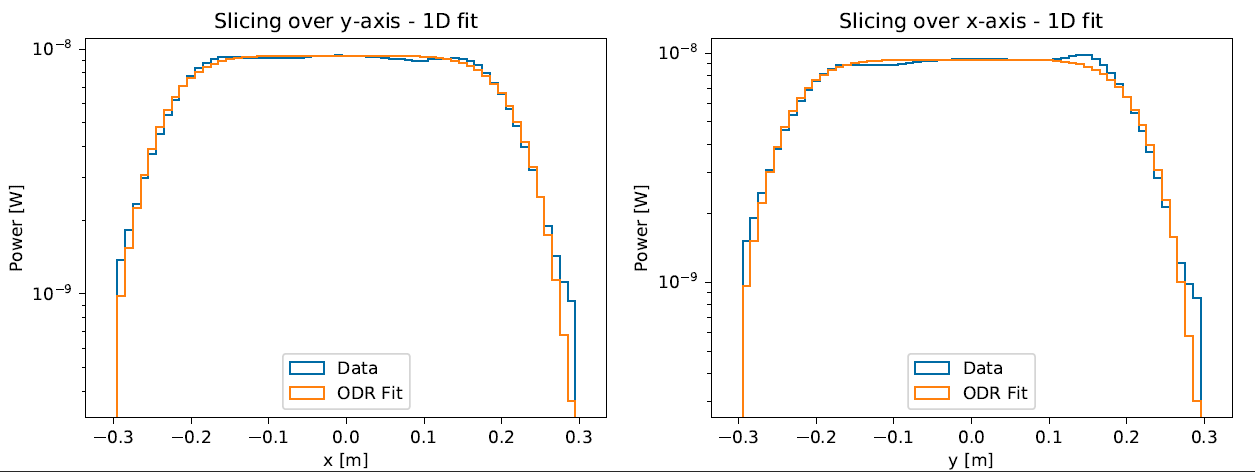 Slicing over y-axis - 1D fit
10⁻⁸
10⁻⁹
Power [W]
Data
ODR Fit
−0.3 −0.2 −0.1 0.0 0.1 0.2 0.3
x [m]
Slicing over x-axis - 1D fit
10⁻⁸
10⁻⁹
Power [W]
Data
ODR Fit
−0.3 −0.2 −0.1 0.0 0.1 0.2 0.3
y [m]